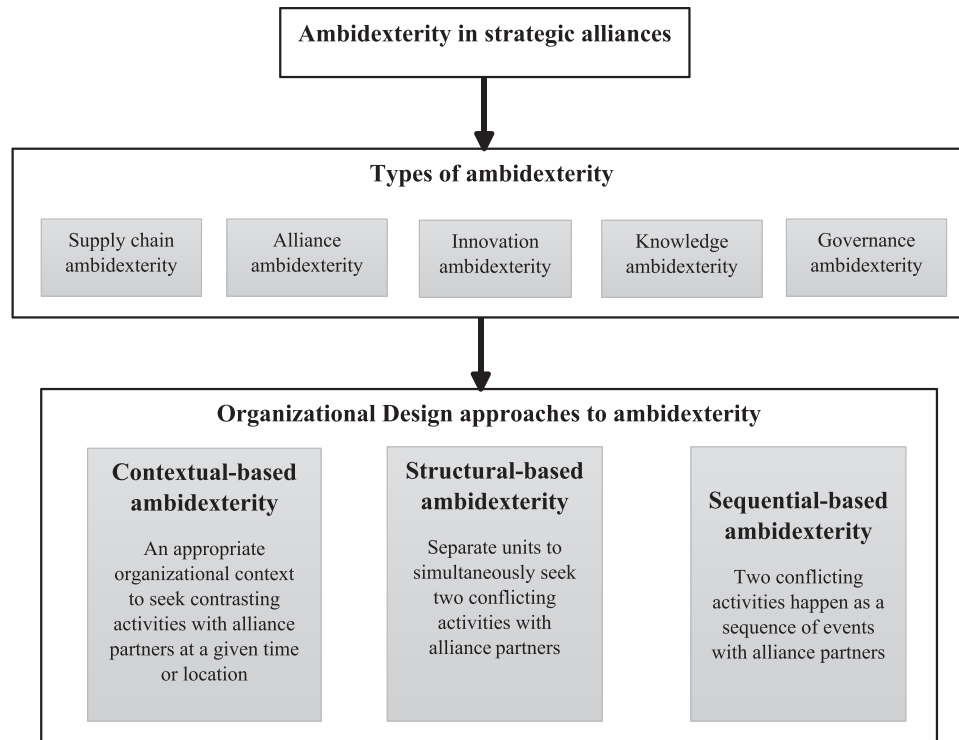 Ambidexterity in strategic alliances
Types of ambidexterity
Supply chain
ambidexterity
Alliance
ambidexterity
Innovation
ambidexterity
Knowledge
ambidexterity
Governance
ambidexterity
Organizational Design approaches to ambidexterity
Contextual-based
ambidexterity
An appropriate
organizational context
to seek contrasting
activities with alliance
partners at a given time
or location
Structural-based
ambidexterity
Separate units to
simultaneously seek
two conflicting
activities with
alliance partners
Sequential-based
ambidexterity
Two conflicting
activities happen as a
sequence of events
with alliance partners